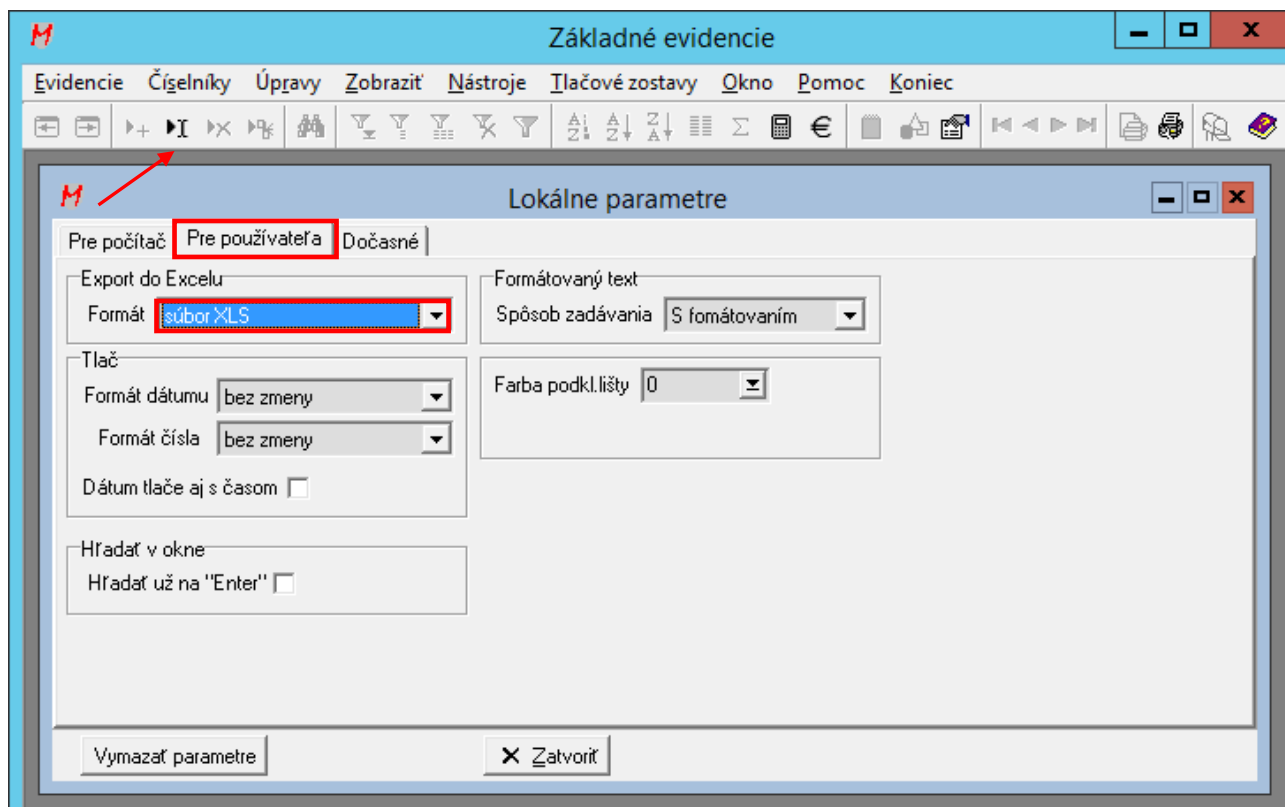 Základné evidencie
Evidencie Číselníky Úpravy Zobraziť Nástroje Tlačové zostavy Okno Pomoc Koniec
Lokálne parametre
Pre počítač Pre používateľa Dočasné
Export do Excelu
Formát súbor XLS
Formátovaný text
Spôsob zadávania S fomátovaním
Tlač
Formát dátumu bez zmeny
Formát čísla bez zmeny
Dátum tlače aj s časom
Farba podkl.lišty 0
Hľadať v okne
Hľadať už na "Enter"
Vymazať parametre Zatvoriť